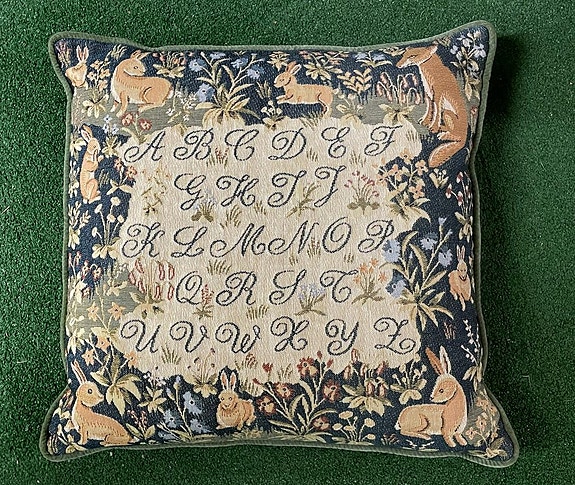 A B C D E F
G H I J
K L M N O P
Q R S T
U V W X Y Z